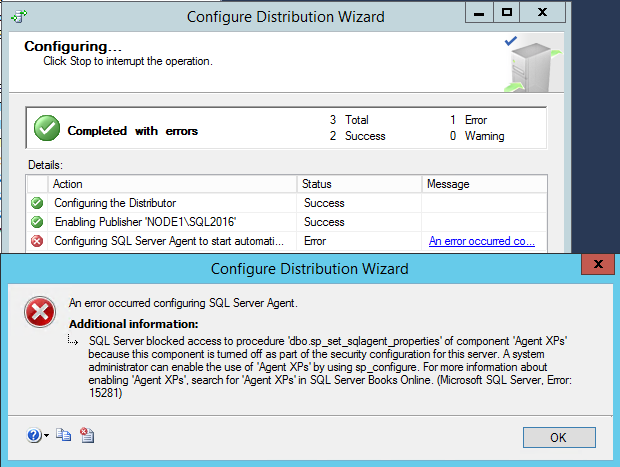 Configure Distribution Wizard
Configuring...
Click Stop to interrupt the operation.
Completed with errors
3 Total
1 Error
2 Success
0 Warning
Details:
Action Status Message
Configuring the Distributor Success
Enabling Publisher 'NODE1\SQL2016' Success
Configuring SQL Server Agent to start automati... Error An error occurred co...
Configure Distribution Wizard
An error occurred configuring SQL Server Agent.
Additional information:
SQL Server blocked access to procedure 'dbo.sp_set_sqlagent_properties' of component 'Agent XPs'
because this component is turned off as part of the security configuration for this server. A system
administrator can enable the use of 'Agent XPs' by using sp_configure. For more information about
enabling 'Agent XPs', search for 'Agent XPs' in SQL Server Books Online. (Microsoft SQL Server, Error:
15281)
OK